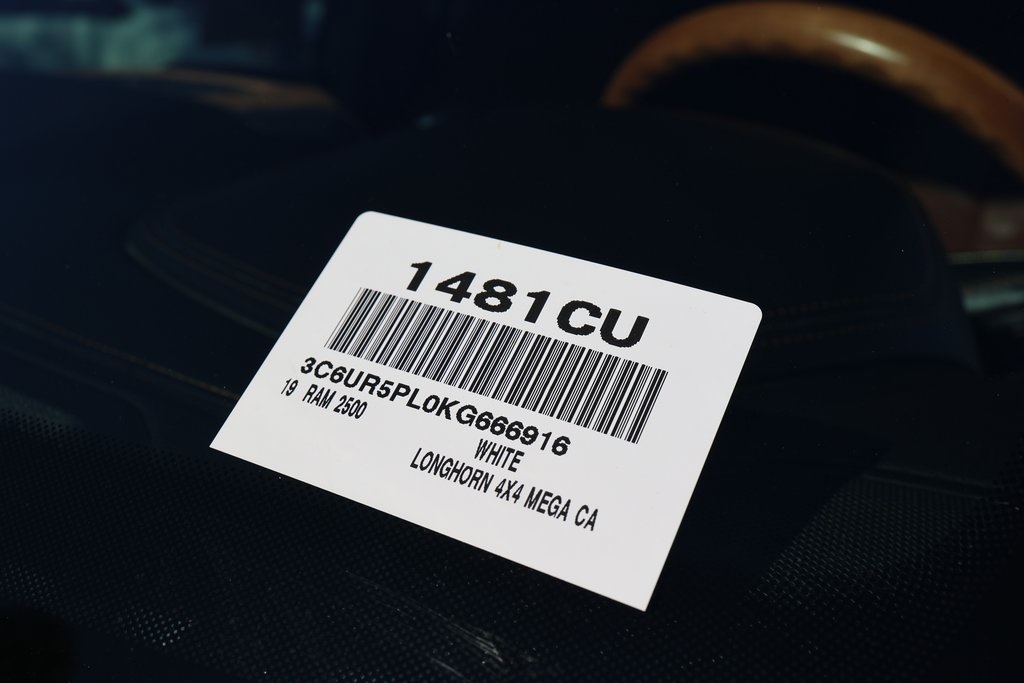 1481CU
3C6UR5PL0KG666916
19 RAM 2500
WHITE
LONGHORN 4X4 MEGA CA